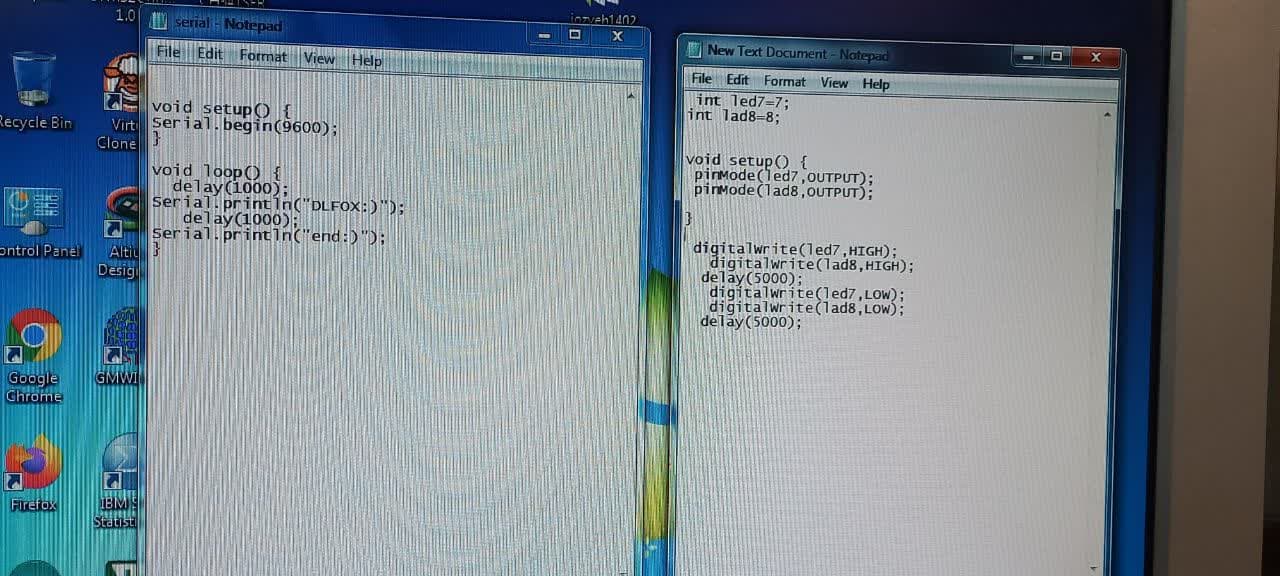 1.0
jozveh1402
serial - Notepad
File Edit Format View Help
void setup() {
Serial.begin(9600);
}
void loop() {
delay(1000);
Serial.println("DLFOX:)");
delay(1000);
Serial.println("end:)");
}
New Text Document - Notepad
File Edit Format View Help
int led7=7;
int lad8=8;
void setup() {
pinMode(led7,OUTPUT);
pinMode(lad8,OUTPUT);
}
digitalWrite(led7,HIGH);
digitalWrite(lad8,HIGH);
delay(5000);
digitalWrite(led7,LOW);
digitalWrite(lad8,LOW);
delay(5000);
Recycle Bin
Virt
Clone
ontrol Panel
Altiu
Desig
Google
Chrome
GMWI
Firefox
IBM S
Statist